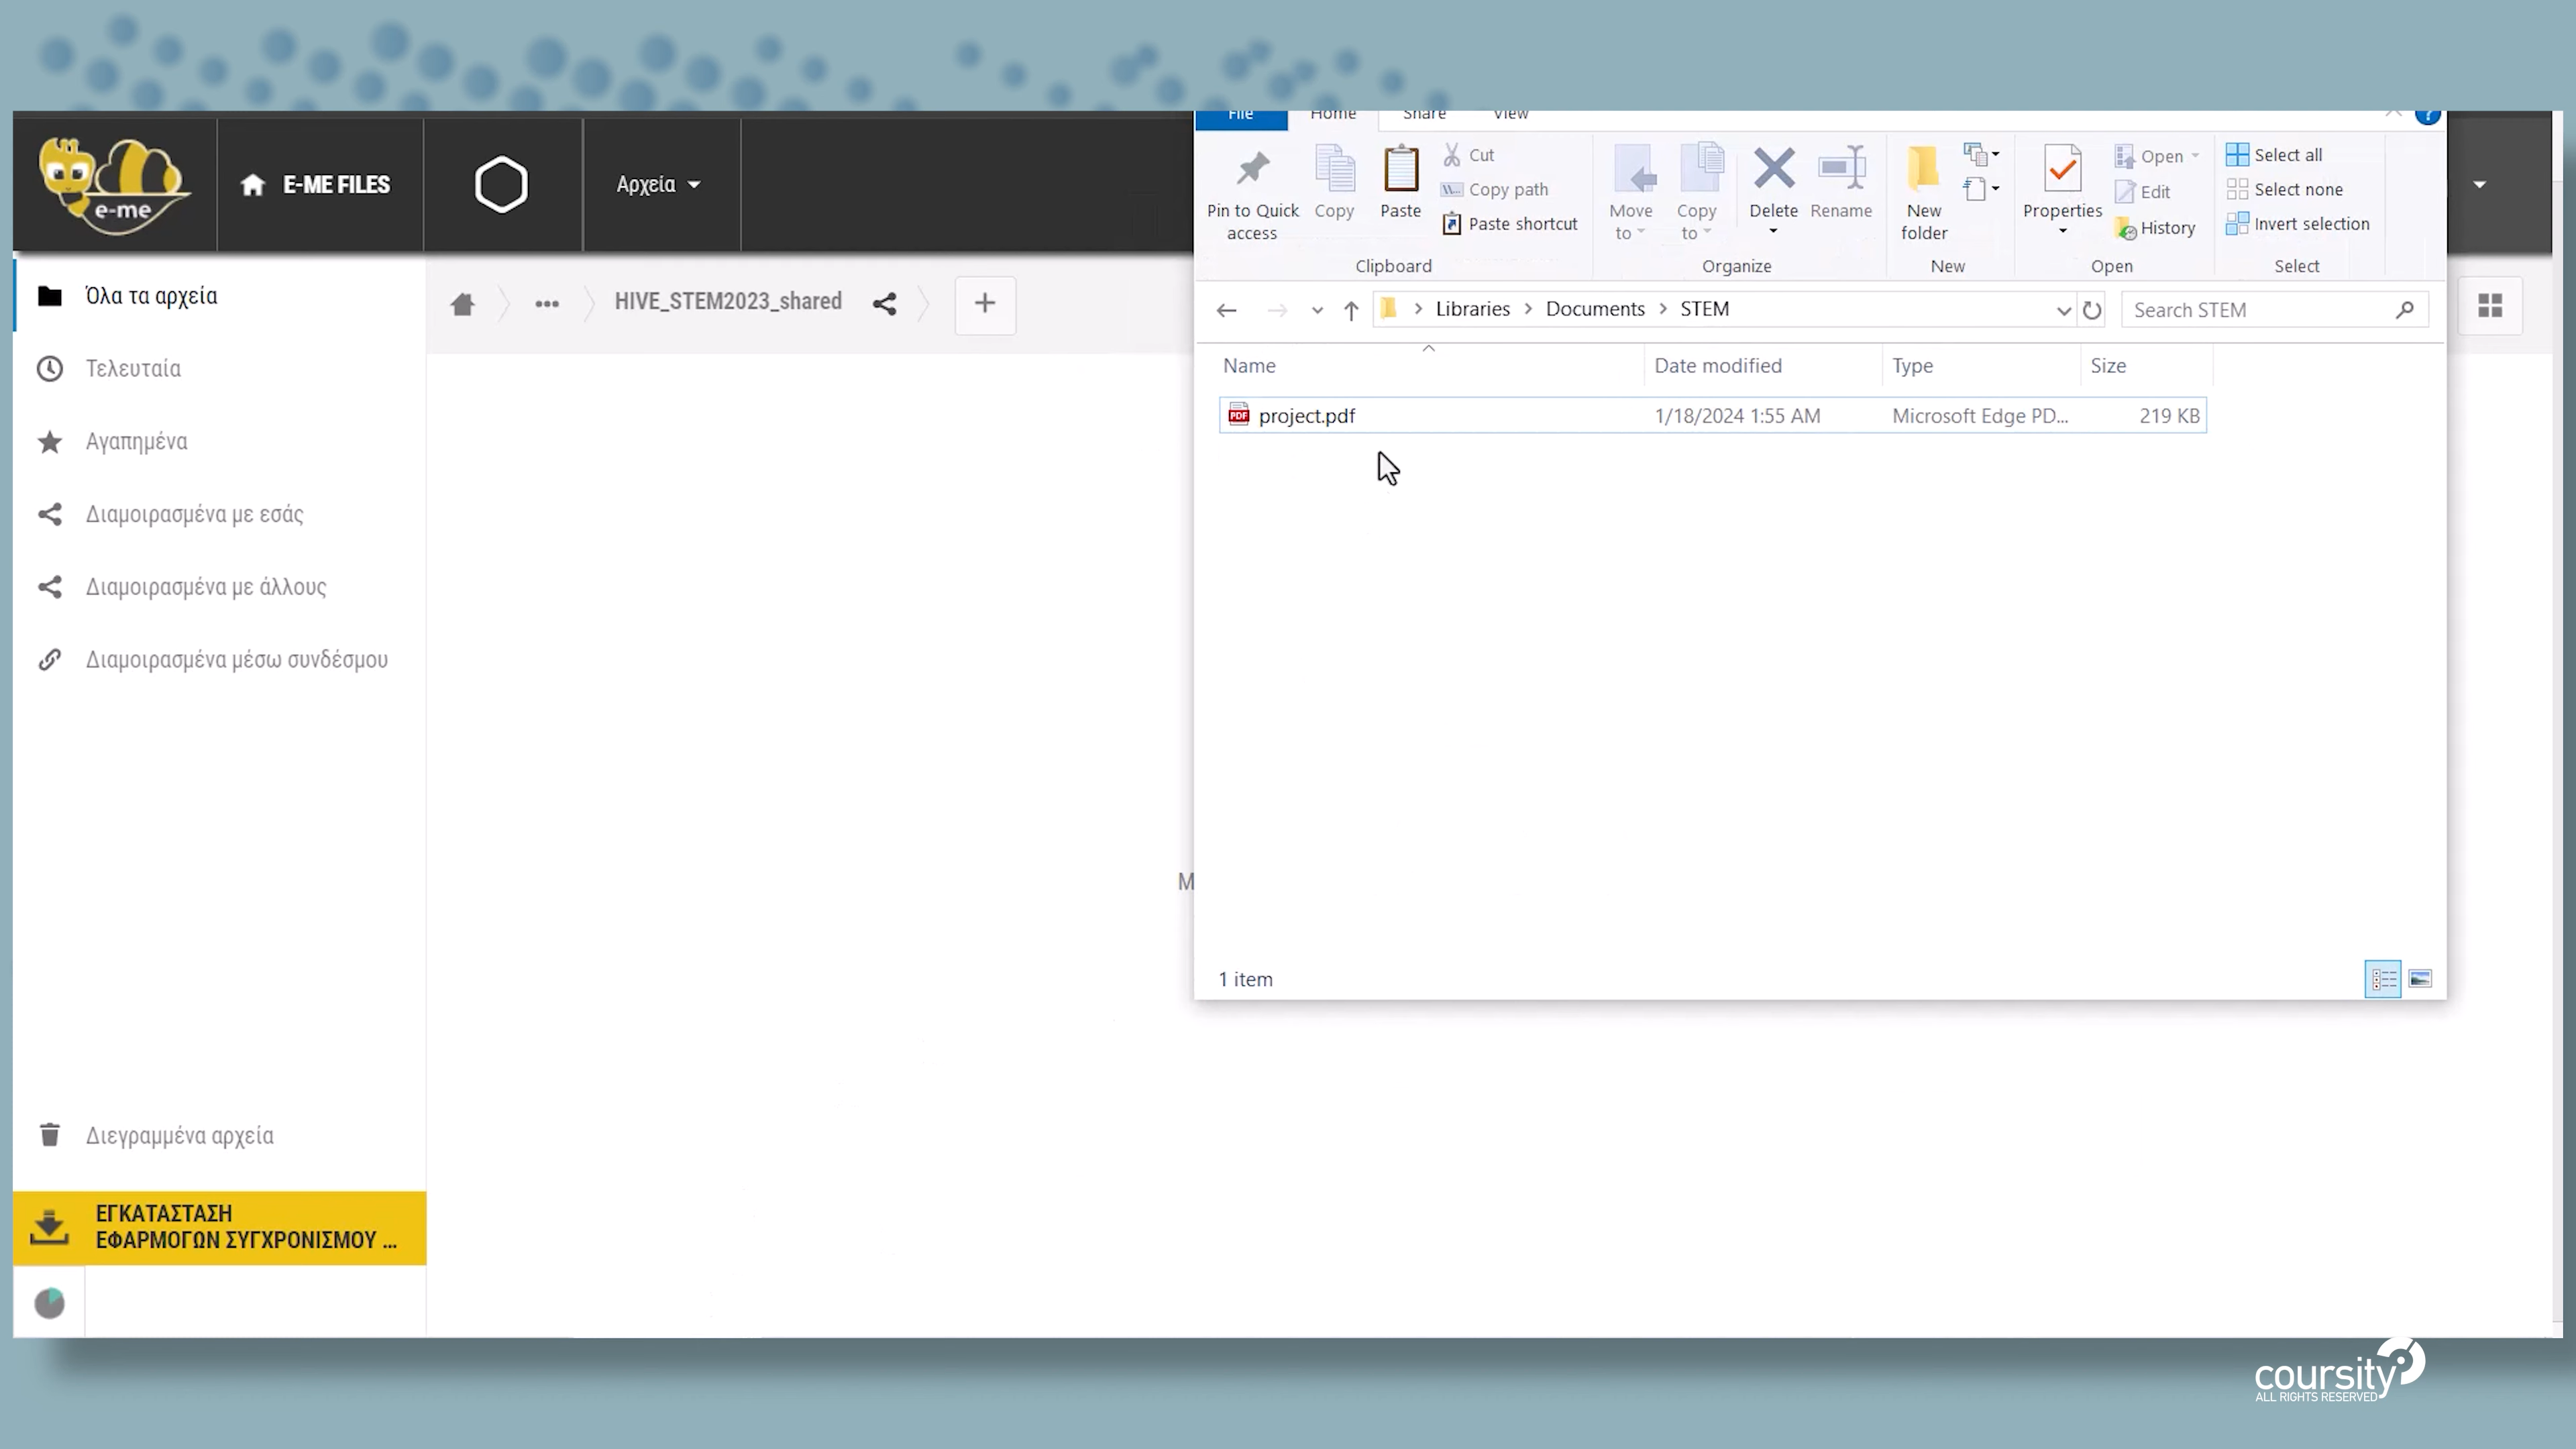 e-me
E-ME FILES
Αρχεία
File
Home
Share
View
Pin to Quick access
Copy
Paste
Cut
Copy path
Paste shortcut
Move to
Copy to
Delete
Rename
New folder
Properties
Open
Edit
History
Select all
Select none
Invert selection
Clipboard
Organize
New
Open
Select
Όλα τα αρχεία
Τελευταία
Αγαπημένα
Διαμοιρασμένα με εσάς
Διαμοιρασμένα με άλλους
Διαμοιρασμένα μέσω συνδέσμου
HIVE_STEM2023_shared
Libraries
Documents
STEM
Search STEM
Name
Date modified
Type
Size
PDF
project.pdf
1/18/2024 1:55 AM
Microsoft Edge PD...
219 KB
1 item
Διεγραμμένα αρχεία
ΕΓΚΑΤΑΣΤΑΣΗ
ΕΦΑΡΜΟΓΩΝ ΣΥΓΧΡΟΝΙΣΜΟΥ ...
coursity
ALL RIGHTS RESERVED